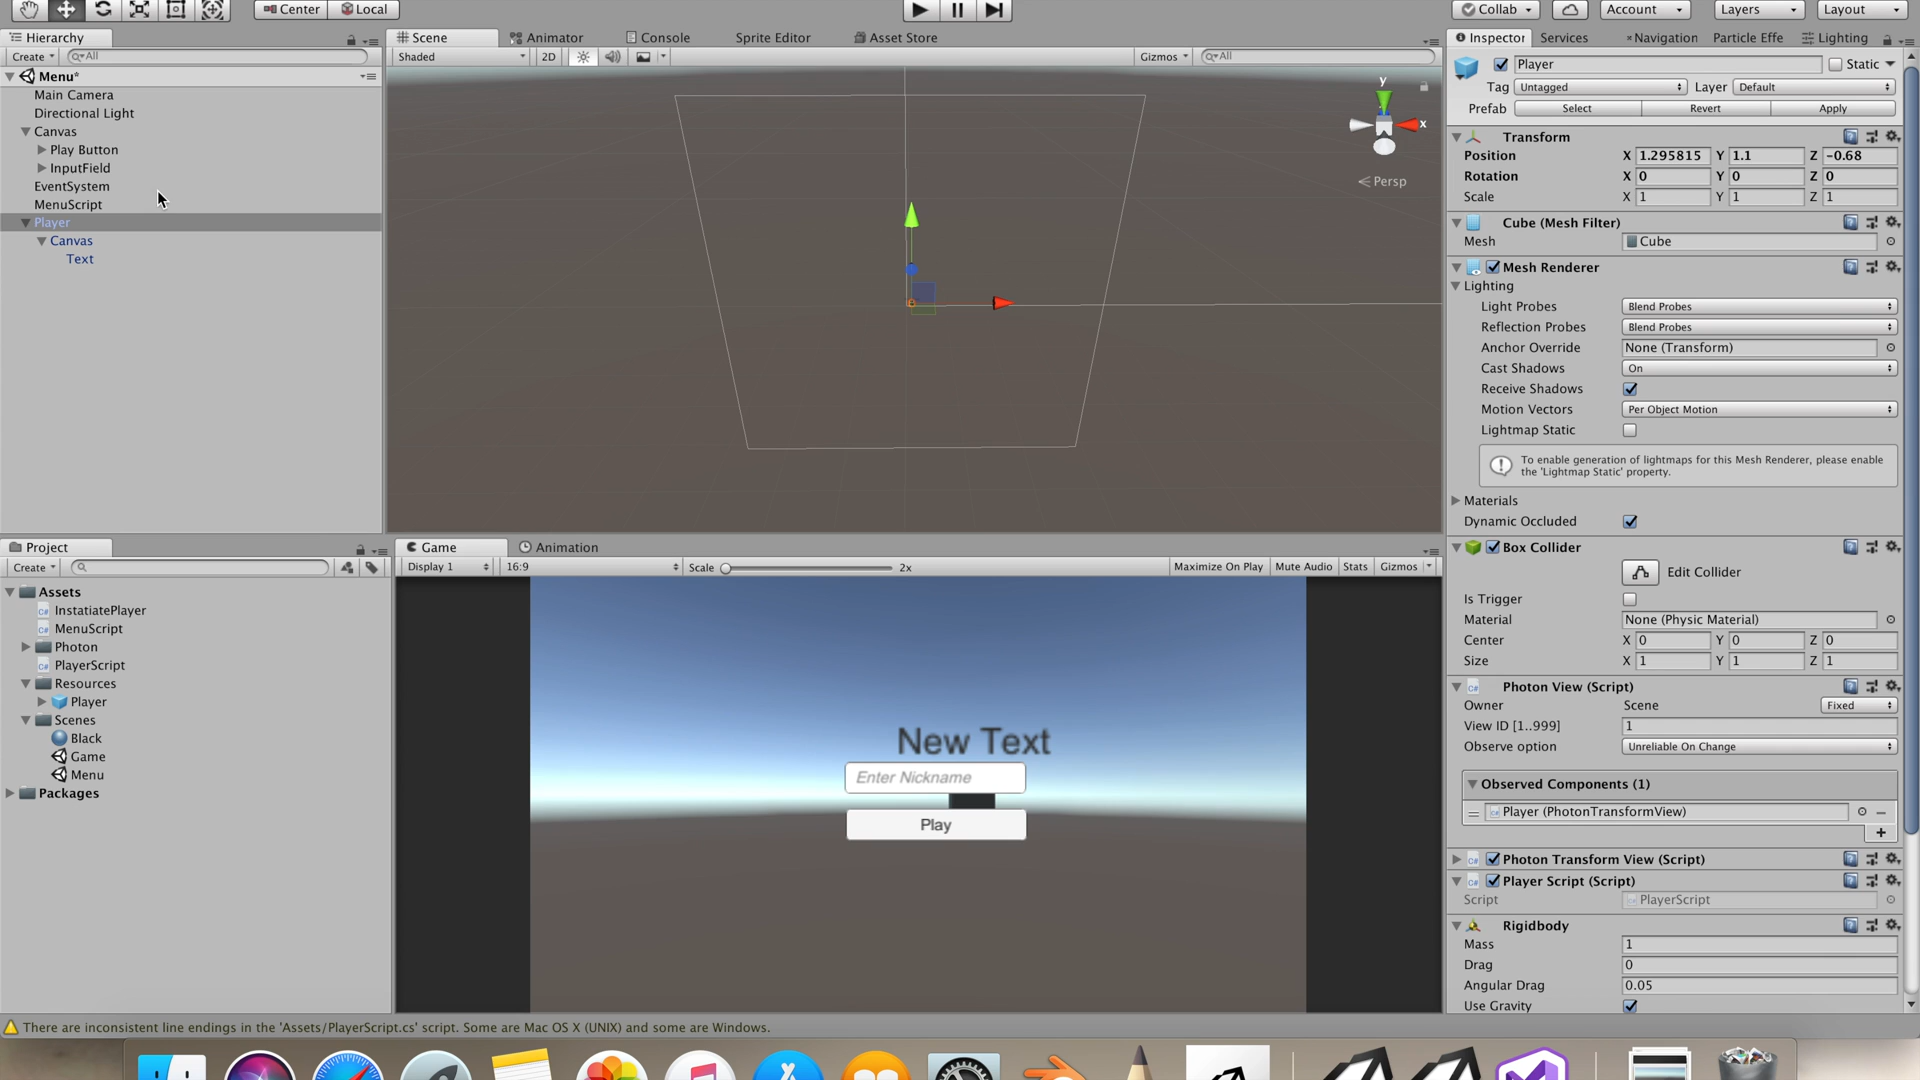 Center
Local
Collab
Account
Layers
Layout
Hierarchy
Create
All
Menu*
Main Camera
Directional Light
Canvas
Play Button
InputField
EventSystem
MenuScript
Player
Canvas
Text
Scene
Animator
Console
Sprite Editor
Asset Store
Shaded
2D
Gizmos
All
y
x
Persp
Project
Create
Assets
InstatiatePlayer
MenuScript
Photon
PlayerScript
Resources
Player
Scenes
Black
Game
Menu
Packages
Game
Animation
Display 1
16:9
Scale
2x
Maximize On Play
Mute Audio
Stats
Gizmos
New Text
Enter Nickname
Play
Inspector
Services
Navigation
Particle Effe
Lighting
Player
Static
Tag
Untagged
Layer
Default
Prefab
Select
Revert
Apply
Transform
Position X 1.295815 Y 1.1 Z -0.68
Rotation X 0 Y 0 Z 0
Scale X 1 Y 1 Z 1
Cube (Mesh Filter)
Mesh Cube
Mesh Renderer
Lighting
Light Probes Blend Probes
Reflection Probes Blend Probes
Anchor Override None (Transform)
Cast Shadows On
Receive Shadows
Motion Vectors Per Object Motion
Lightmap Static
To enable generation of lightmaps for this Mesh Renderer, please enable
the 'Lightmap Static' property.
Materials
Dynamic Occluded
Box Collider
Edit Collider
Is Trigger
Material None (Physic Material)
Center X 0 Y 0 Z 0
Size X 1 Y 1 Z 1
Photon View (Script)
Owner Scene Fixed
View ID [1..999] 1
Observe option Unreliable On Change
Observed Components (1)
Player (PhotonTransformView)
Photon Transform View (Script)
Player Script (Script)
Script PlayerScript
Rigidbody
Mass 1
Drag 0
Angular Drag 0.05
Use Gravity
There are inconsistent line endings in the 'Assets/PlayerScript.cs' script. Some are Mac OS X (UNIX) and some are Windows.